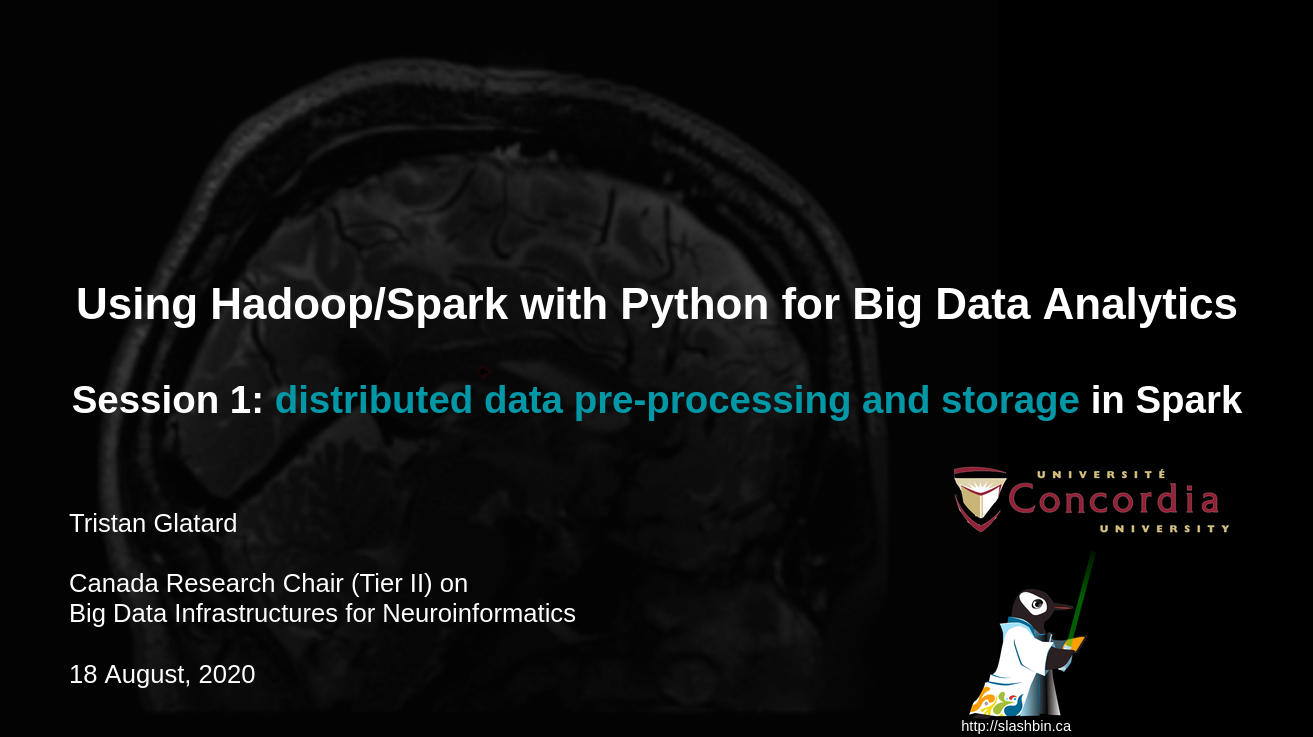 Using Hadoop/Spark with Python for Big Data Analytics
Session 1: distributed data pre-processing and storage in Spark
Tristan Glatard
Canada Research Chair (Tier II) on
Big Data Infrastructures for Neuroinformatics
18 August, 2020
UNIVERSITÉ
Concordia
UNIVERSITY
http://slashbin.ca